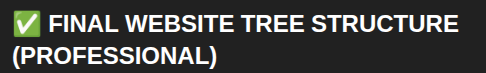 ✅ FINAL WEBSITE TREE STRUCTURE
(PROFESSIONAL)